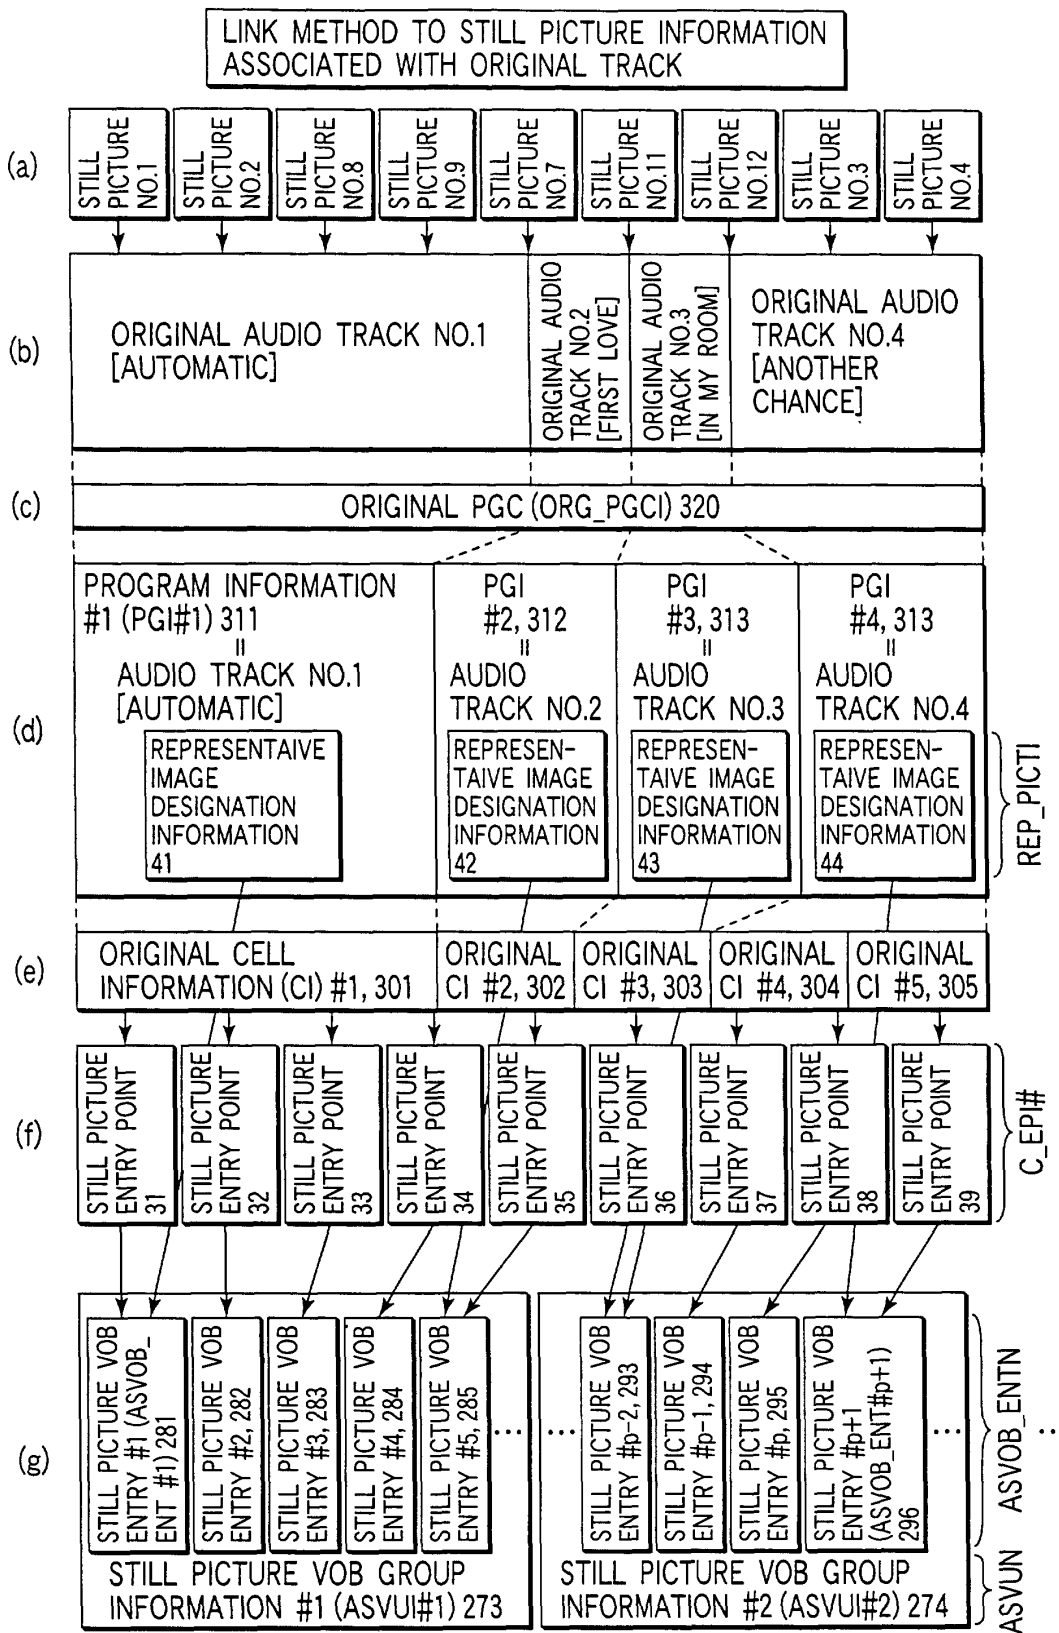 LINK METHOD TO STILL PICTURE INFORMATION
ASSOCIATED WITH ORIGINAL TRACK
(a)
STILL
PICTURE
NO.1
STILL
PICTURE
NO.2
STILL
PICTURE
NO.8
STILL
PICTURE
NO.9
STILL
PICTURE
NO.7
STILL
PICTURE
NO.11
STILL
PICTURE
NO.12
STILL
PICTURE
NO.3
STILL
PICTURE
NO.4
(b)
ORIGINAL AUDIO TRACK NO.1
[AUTOMATIC]
ORIGINAL AUDIO
TRACK NO.2
[FIRST LOVE]
ORIGINAL AUDIO
TRACK NO.3
[IN MY ROOM]
ORIGINAL AUDIO
TRACK NO.4
[ANOTHER
CHANCE]
(c)
ORIGINAL PGC (ORG_PGCI) 320
(d)
PROGRAM INFORMATION
#1 (PGI#1) 311
=
AUDIO TRACK NO.1
[AUTOMATIC]
REPRESENTAIVE
IMAGE
DESIGNATION
INFORMATION
41
PGI
#2, 312
=
AUDIO
TRACK NO.2
REPRESEN-
TAIVE IMAGE
DESIGNATION
INFORMATION
42
PGI
#3, 313
=
AUDIO
TRACK NO.3
REPRESEN-
TAIVE IMAGE
DESIGNATION
INFORMATION
43
PGI
#4, 313
=
AUDIO
TRACK NO.4
REPRESEN-
TAIVE IMAGE
DESIGNATION
INFORMATION
44
REP_PICTI
(e)
ORIGINAL CELL
INFORMATION (CI) #1, 301
ORIGINAL
CI #2, 302
ORIGINAL
CI #3, 303
ORIGINAL
CI #4, 304
ORIGINAL
CI #5, 305
(f)
STILL PICTURE
ENTRY POINT
31
STILL PICTURE
ENTRY POINT
32
STILL PICTURE
ENTRY POINT
33
STILL PICTURE
ENTRY POINT
34
STILL PICTURE
ENTRY POINT
35
STILL PICTURE
ENTRY POINT
36
STILL PICTURE
ENTRY POINT
37
STILL PICTURE
ENTRY POINT
38
STILL PICTURE
ENTRY POINT
39
C_EPI#
(g)
STILL PICTURE VOB
ENTRY #1 (ASVOB_
ENT #1) 281
STILL PICTURE VOB
ENTRY #2, 282
STILL PICTURE VOB
ENTRY #3, 283
STILL PICTURE VOB
ENTRY #4, 284
STILL PICTURE VOB
ENTRY #5, 285
... ...
STILL PICTURE VOB
ENTRY #p-2, 293
STILL PICTURE VOB
ENTRY #p-1, 294
STILL PICTURE VOB
ENTRY #p, 295
STILL PICTURE VOB
ENTRY #p+1
(ASVOB_ENT#p+1)
296
...
ASVOB_ENTN
STILL PICTURE VOB GROUP
INFORMATION #1 (ASVUI#1) 273
STILL PICTURE VOB GROUP
INFORMATION #2 (ASVUI#2) 274
ASVUN